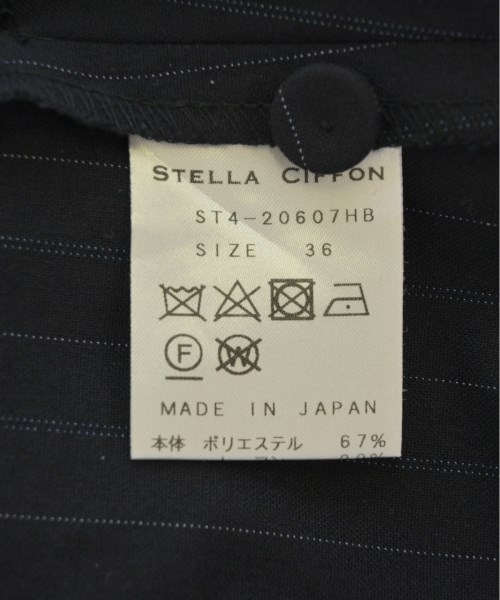 STELLA CIFFON
ST4-20607HB
SIZE 36
F
W
MADE IN JAPAN
本体 ポリエステル 67%